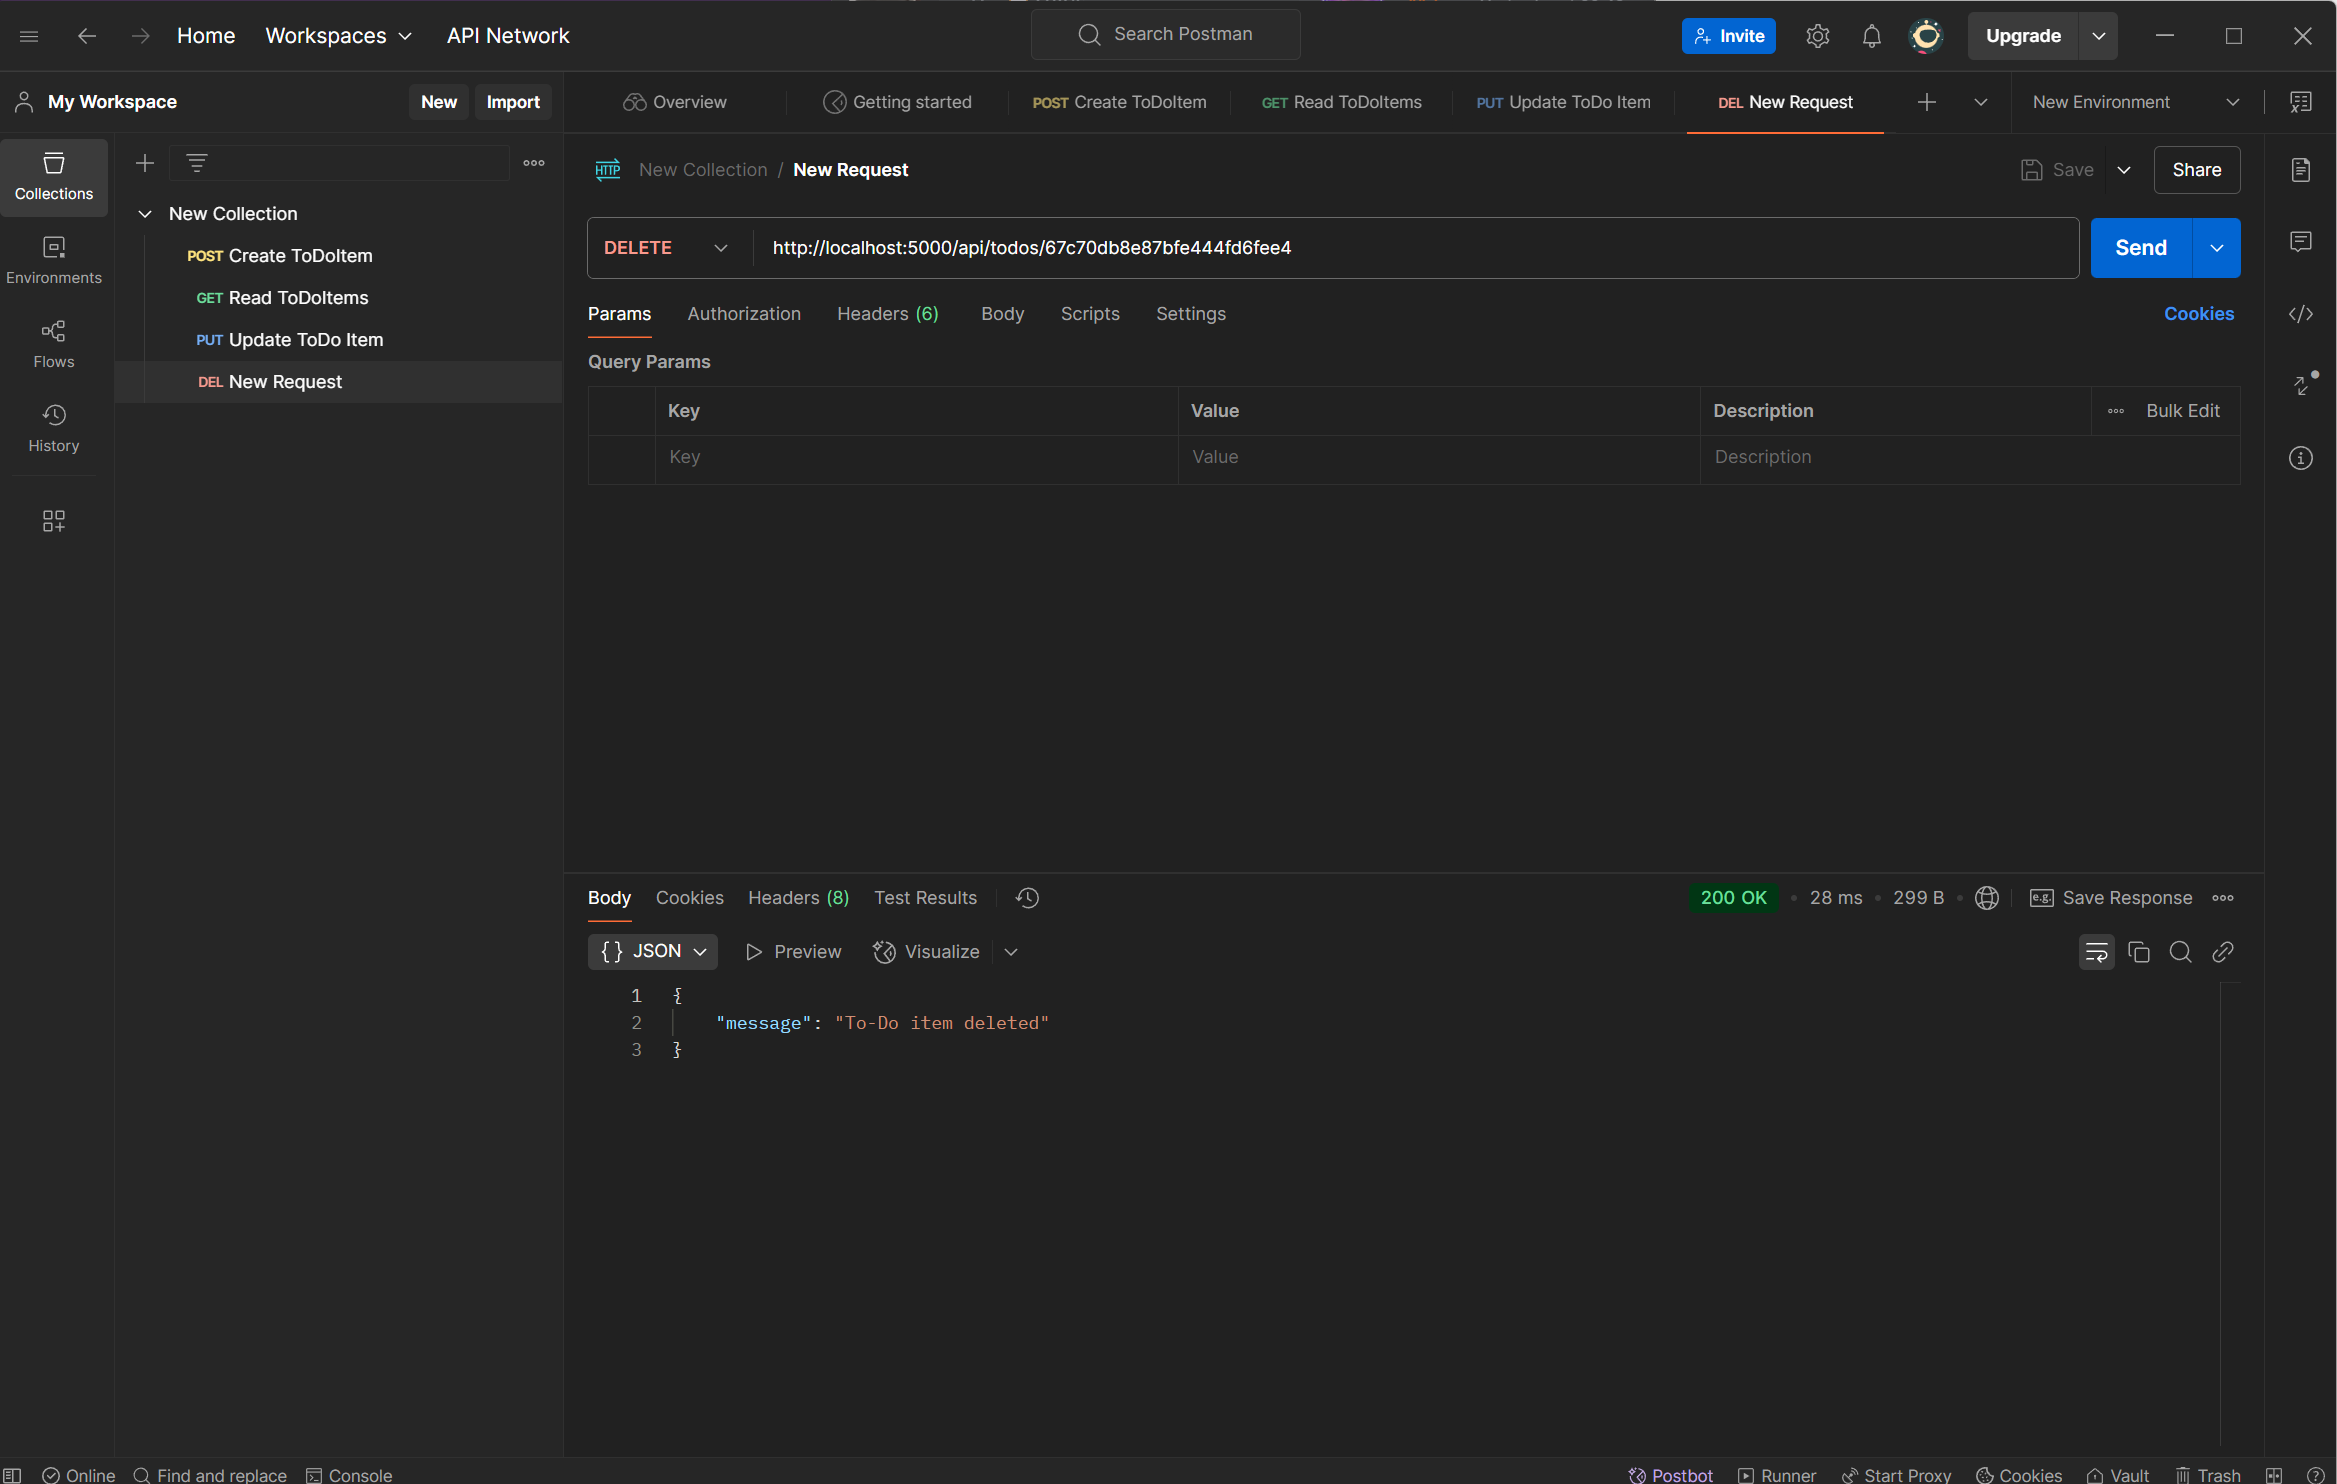 Home Workspaces API Network Search Postman Invite Upgrade
My Workspace New Import Overview Getting started POST Create ToDoItem GET Read ToDoItems PUT Update ToDo Item DEL New Request New Environment
Collections
Environments
Flows
History
New Collection
POST Create ToDoItem
GET Read ToDoItems
PUT Update ToDo Item
DEL New Request
HTTP New Collection / New Request Save Share
DELETE http://localhost:5000/api/todos/67c70db8e87bfe444fd6fee4 Send
Params Authorization Headers (6) Body Scripts Settings Cookies
Query Params
Key Value Description Bulk Edit
Key Value Description
Body Cookies Headers (8) Test Results 200 OK • 28 ms • 299 B • e.g. Save Response
{} JSON Preview Visualize
1 {
2 "message": "To-Do item deleted"
3 }
Online Find and replace Console Postbot Runner Start Proxy Cookies Vault Trash